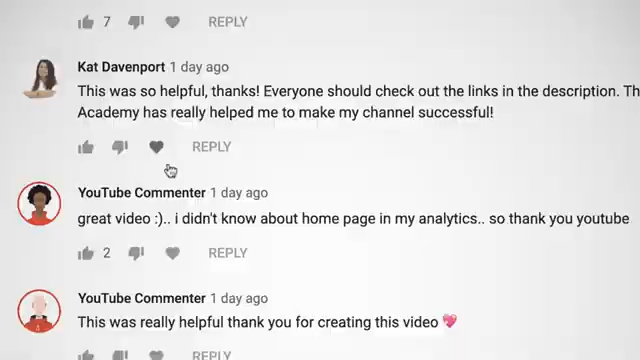 7 REPLY
Kat Davenport 1 day ago
This was so helpful, thanks! Everyone should check out the links in the description. Th
Academy has really helped me to make my channel successful!
REPLY
YouTube Commenter 1 day ago
great video :).. i didn't know about home page in my analytics.. so thank you youtube
2 REPLY
YouTube Commenter 1 day ago
This was really helpful thank you for creating this video 💖
REPLY